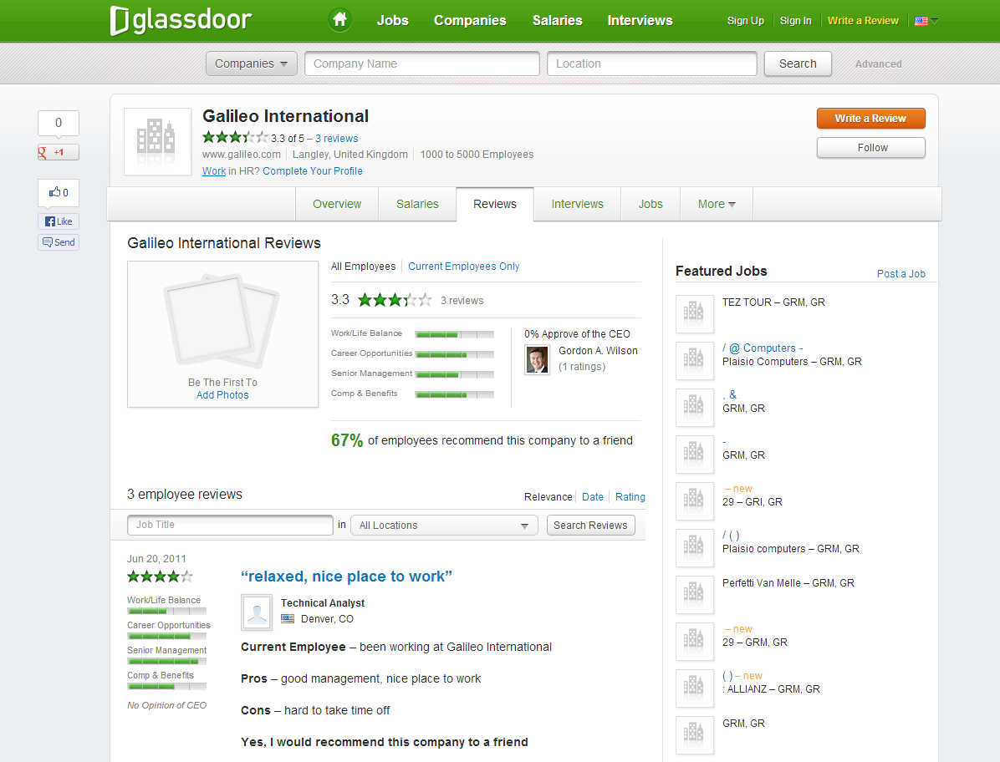 glassdoor
Jobs Companies Salaries Interviews
Sign Up Sign In Write a Review
Companies Company Name Location Search Advanced
0
+1
0
Like
Send
Galileo International
3.3 of 5 – 3 reviews
www.galileo.com Langley, United Kingdom 1000 to 5000 Employees
Work in HR? Complete Your Profile
Write a Review
Follow
Overview Salaries Reviews Interviews Jobs More
Galileo International Reviews
Be The First To
Add Photos
All Employees Current Employees Only
3.3 3 reviews
Work/Life Balance
Career Opportunities
Senior Management
Comp & Benefits
0% Approve of the CEO
Gordon A. Wilson
(1 ratings)
67% of employees recommend this company to a friend
3 employee reviews
Relevance Date Rating
Job Title in All Locations Search Reviews
Jun 20, 2011
Work/Life Balance
Career Opportunities
Senior Management
Comp & Benefits
No Opinion of CEO
“relaxed, nice place to work”
Technical Analyst
Denver, CO
Current Employee – been working at Galileo International
Pros – good management, nice place to work
Cons – hard to take time off
Yes, I would recommend this company to a friend
Featured Jobs
Post a Job
TEZ TOUR – GRM, GR
/ @ Computers -
Plaisio Computers – GRM, GR
, &
GRM, GR
-
GRM, GR
– new
29 – GRI, GR
/ ( )
Plaisio computers – GRM, GR
Perfetti Van Melle – GRM, GR
– new
29 – GRM, GR
( ) – new
: ALLIANZ – GRM, GR
GRM, GR